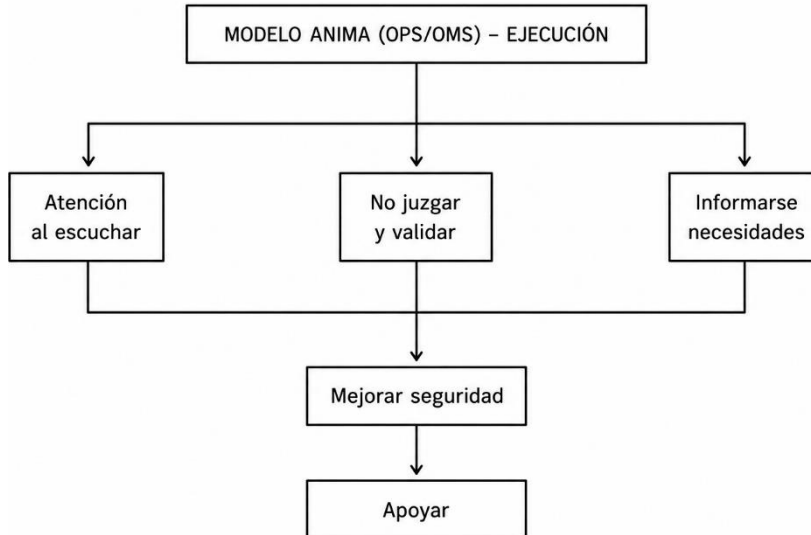 MODELO ANIMA (OPS/OMS) – EJECUCIÓN
Atención
al escuchar
No juzgar
y validar
Informarse
necesidades
Mejorar seguridad
Apoyar